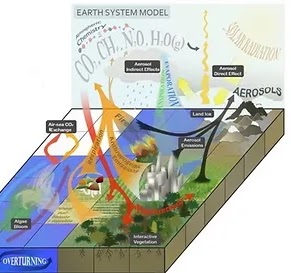 EARTH SYSTEM MODEL
Atmospheric
Chemistry
CO₂ CH₄ N₂O H₂O(g)
SOLAR RADIATION
Aerosol
Indirect Effects
Aerosol
Direct Effect
AEROSOLS
Land Ice
Air-sea CO₂
Exchange
Aerosol
Emissions
Algae
Bloom
Interactive
Vegetation
OVERTURNING